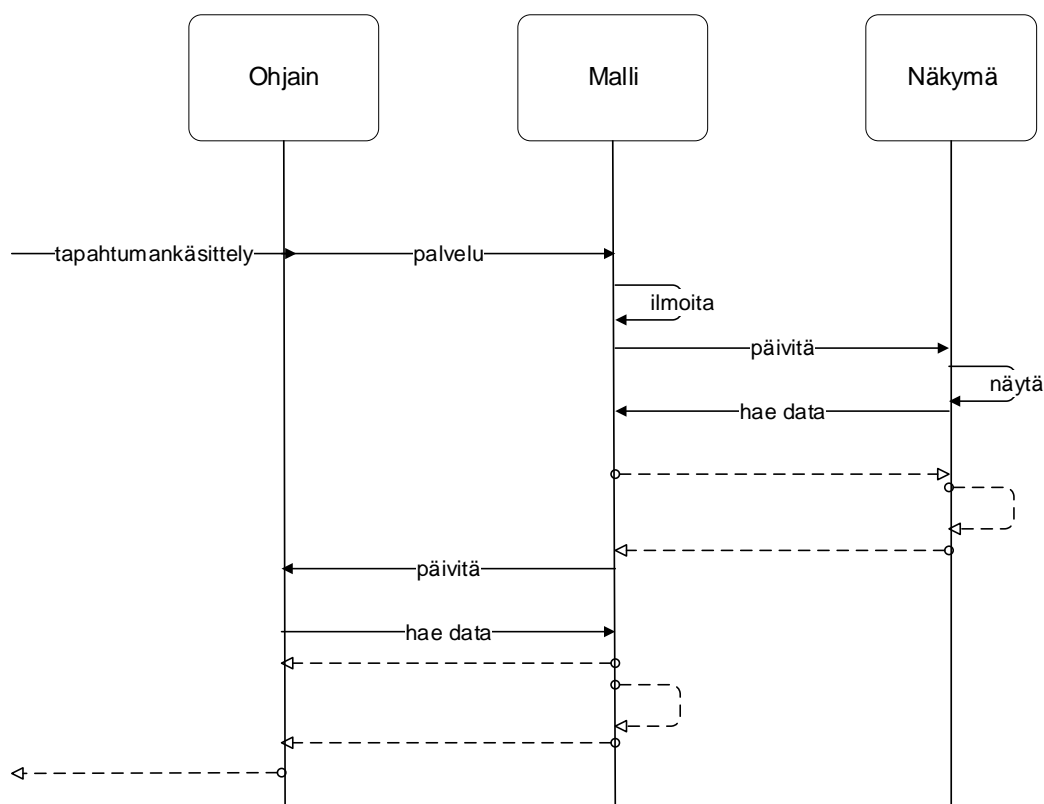 Ohjain
Malli
Näkymä
tapahtumankäsittely
palvelu
ilmoita
päivitä
näytä
hae data
päivitä
hae data